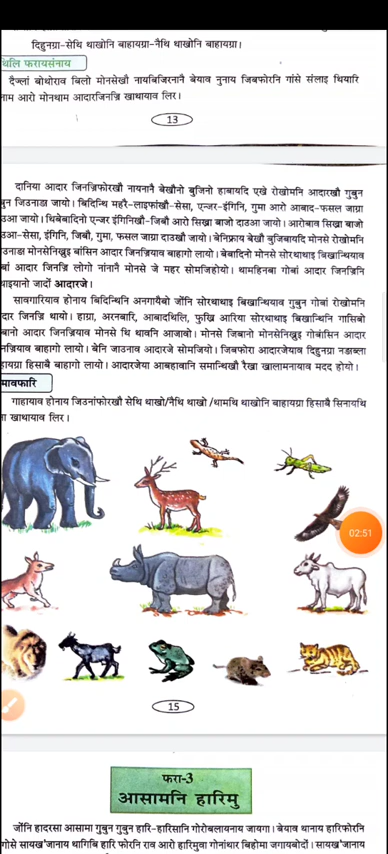 दिहुनग्रा-सेथि थाखोनि बाहायग्रा-नैथि थाखोनि बाहायग्रा।
थिलि फरायसंनाय
दैज्लां बोथोराव बिलो मोनसेखौ नायबिजिरनानै बेयाव नुनाय जिबफोरनि गांसे संलाइ थियारि
नाम आरो मोनथाम आदारजिनज्रि खाथायाव लिर।
13
दानिया आदार जिनज्रिफोरखौ नायनानै बेखौनो बुजिनो हाबायदि एखे रोखोमनि आदारखौ गुबुन
बुन जिउनाङा जायो। बिदिन्थि महरै-लाइफांखौ-सेसा, एन्जर-इंगिनि, गुमा आरो आबाद-फसल जाग्रा
उआ जायो। थिबेबादिनो एन्जर इंगिनिखौ-जिबौ आरो सिख्रा बाजो दाउआ जायो। आरोबाव सिख्रा बाजो
उआ-सेसा, इंगिनि, जिबौ, गुमा, फसल जाग्रा दाउखौ जायो। बेनिफ्राय बेखौ बुजिबायदि मोनसे रोखोमनि
उनाङा मोनसेनिख्रुइ बांसिन आदार जिनज्रियाव बाहागो लायो। बेबादिनो मोनसे सोरथाथाइ बिखान्थियाव
बां आदार जिनज्रि लोगो नांनानै मोनसे जे महर सोमजिहोयो। थामहिनबा गोबां आदार जिनज्रिनि
थाइयानो जादों आदारजे।
सावगारियाव होनाय बिदिन्थिनि अनगायैबो जोंनि सोरथाथाइ बिखान्थियाव गुबुन गोबां रोखोमनि
दार जिनज्रि थायो। हाग्रा, अरनबारि, आबादथिलि, फुख्रि आरिया सोरथाथाइ बिखान्थिनि गासिबो
बानो आदार जिनज्रियाव मोनसे थि थावनि आजावो। मोनसे जिबानो मोनसेनिख्रुइ गोबांसिन आदार
नज्रियाव बाहागो लायो। बेनि जाउनाव आदारजे सोमजियो। जिबफोरा आदारजेयाव दिहुनग्रा नङाब्ला
हायग्रा हिसाबै बाहागो लायो। आदारजेया आबहावानि समान्थिखौ रैखा खालामनायाव मदद होयो।
मावफारि
गाहायाव होनाय जिउनांफोरखौ सेथि थाखो/नैथि थाखो /थामथि थाखोनि बाहायग्रा हिसाबै सिनायथि
ना खाथायाव लिर।
02:51
15
फरा-3
आसामनि हारिमु
जोंनि हादरसा आसामा गुबुन गुबुन हारि-हारिसानि गोरोबलायनाय जायगा। बेयाव थानाय हारिफोरनि
गोसे सायख'जानाय थागिबि हारि फोरनि राव आरो हारिमुवा गोनांथार बिहोमा जगायबोदों। सायख'जानाय